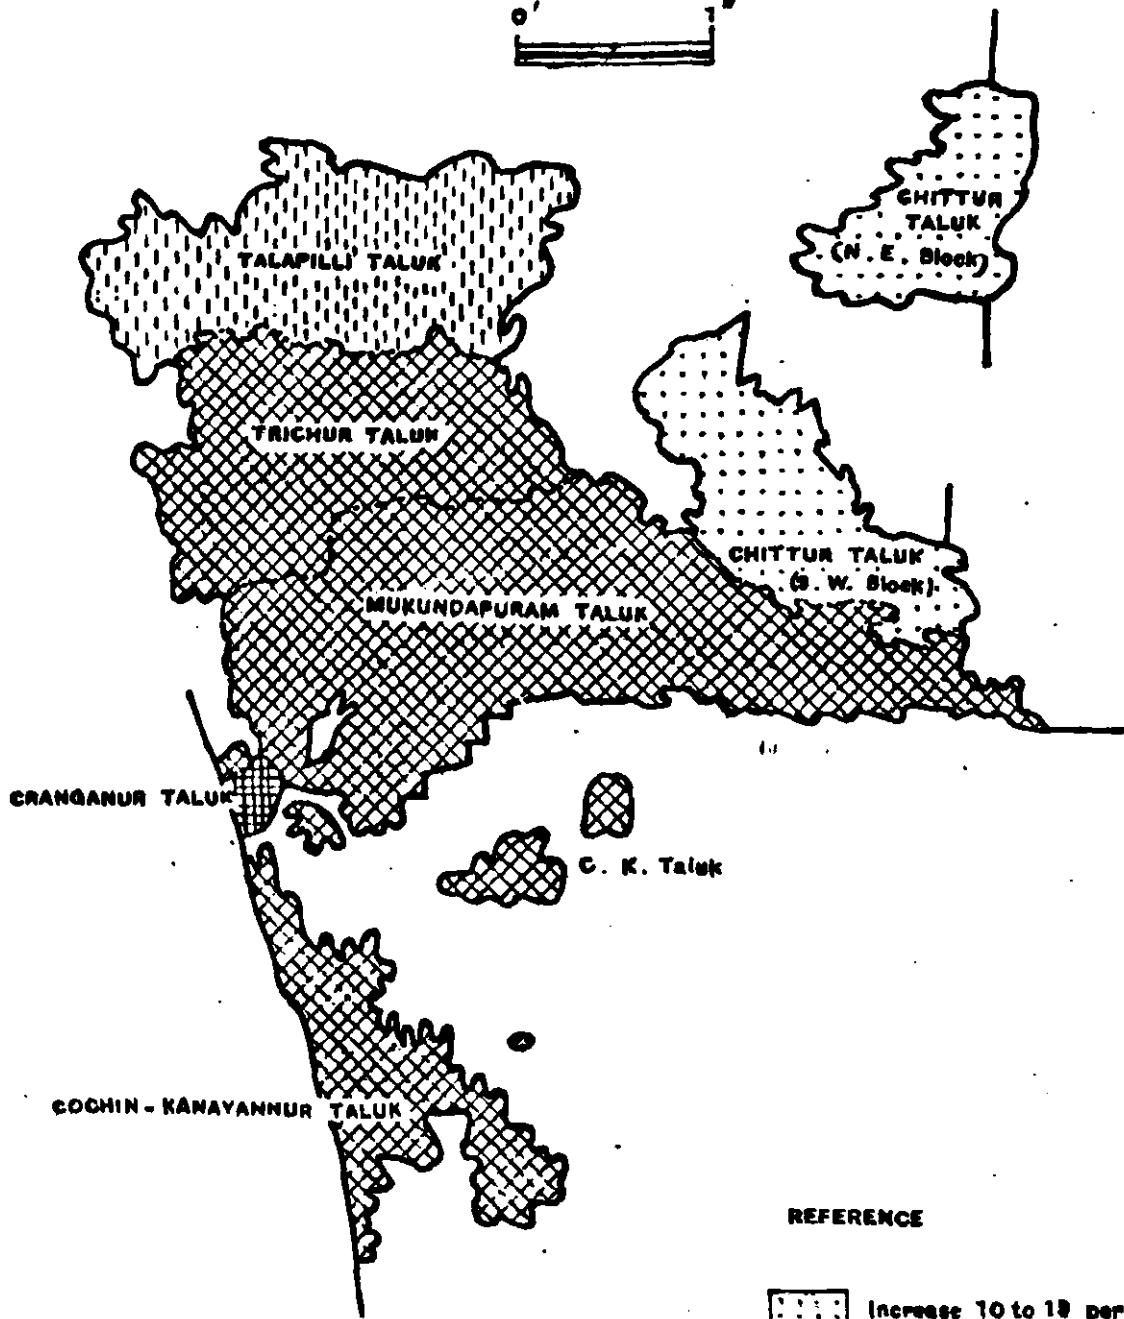 0' 1"
CHITTUR
TALUK
(N. E. Block)
TALAPILLI TALUK
TRICHUR TALUK
CHITTUR TALUK
(S. W. Block)
MUKUNDAPURAM TALUK
CRANGANUR TALUK
C. K. Taluk
COCHIN-KANAYANNUR TALUK
REFERENCE
Increase 10 to per